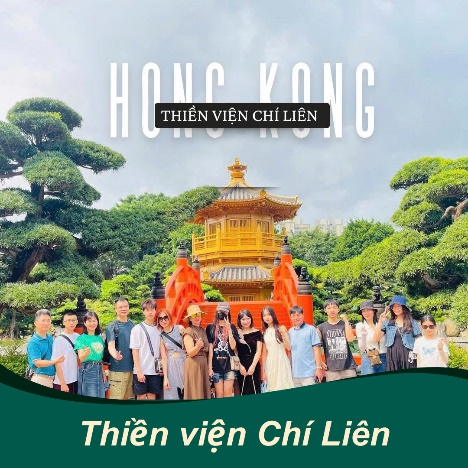 HONG KONG
THIỀN VIỆN CHÍ LIÊN
Thiền viện Chí Liên